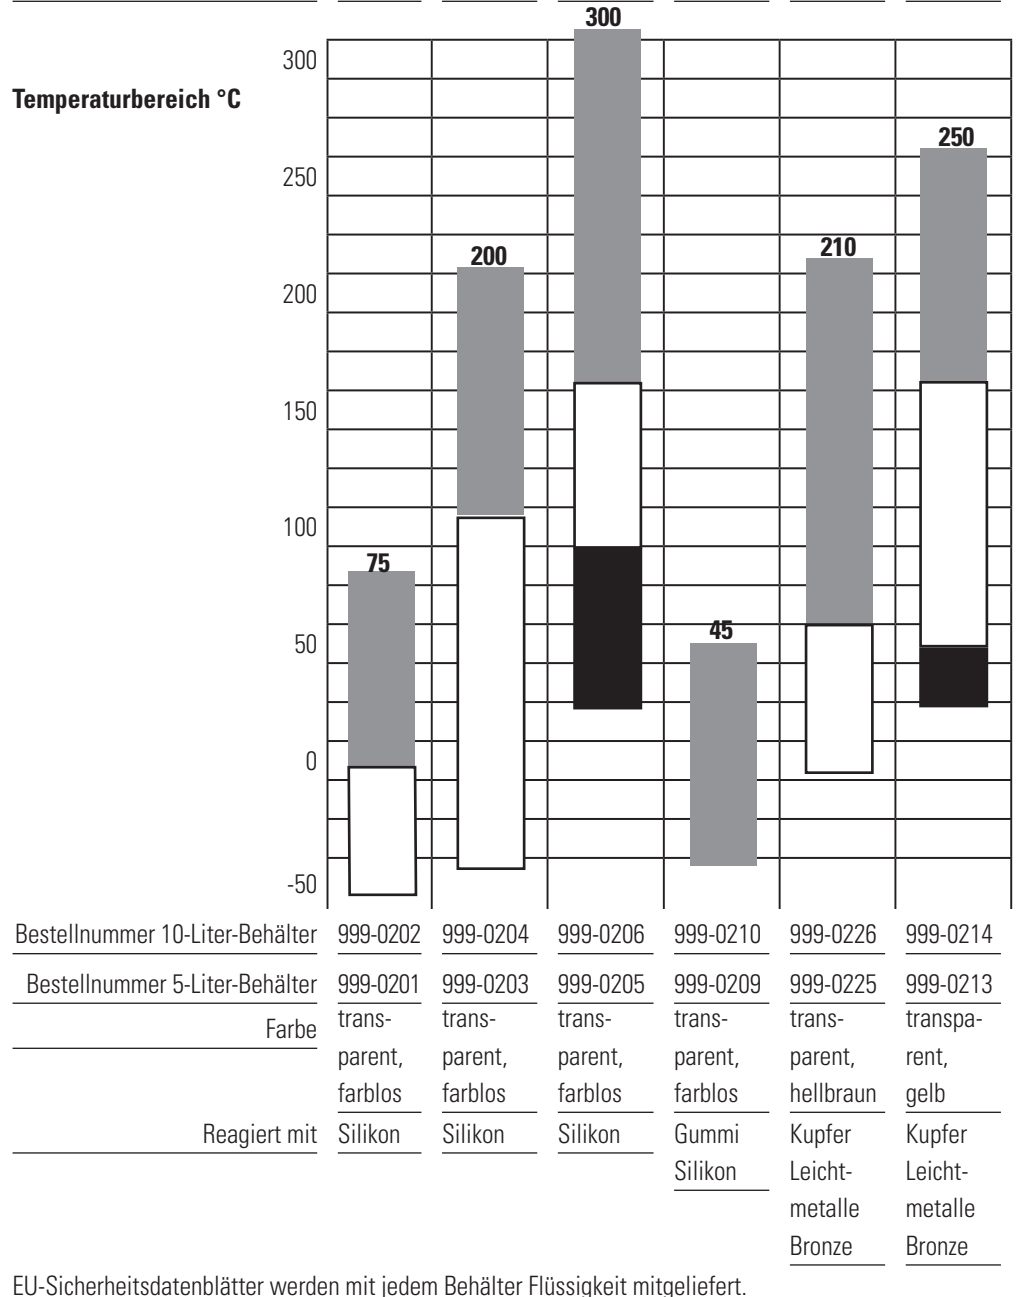 300
300
Temperaturbereich °C
250
250
210
200
200
150
100
75
50
45
0
-50
Bestellnummer 10-Liter-Behälter 999-0202 999-0204 999-0206 999-0210 999-0226 999-0214
Bestellnummer 5-Liter-Behälter 999-0201 999-0203 999-0205 999-0209 999-0225 999-0213
Farbe trans- trans- trans- trans- trans- transpa-
parent, parent, parent, parent, parent, rent,
farblos farblos farblos farblos hellbraun gelb
Reagiert mit Silikon Silikon Silikon Gummi Kupfer Kupfer
Silikon Leicht- Leicht-
metalle metalle
Bronze Bronze
EU-Sicherheitsdatenblätter werden mit jedem Behälter Flüssigkeit mitgeliefert.